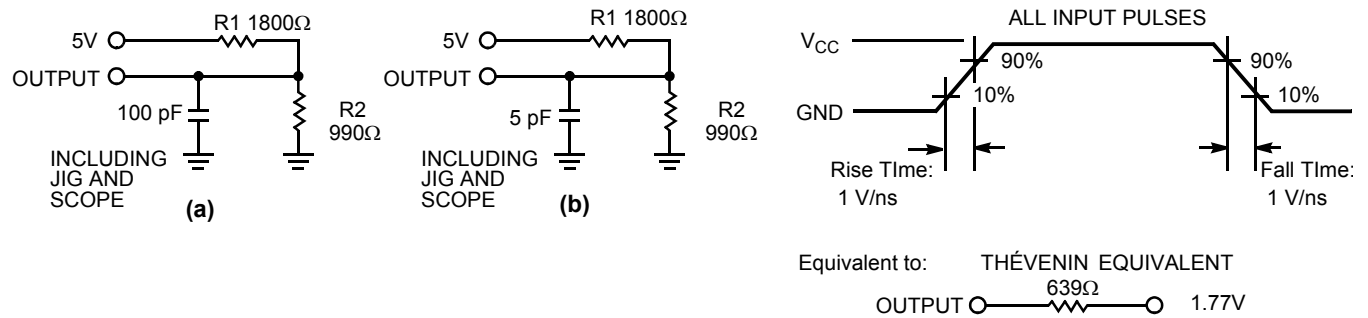 R1 1800Ω
5V
OUTPUT
100 pF
R2
990Ω
INCLUDING
JIG AND
SCOPE
(a)
R1 1800Ω
5V
OUTPUT
5 pF
R2
990Ω
INCLUDING
JIG AND
SCOPE
(b)
ALL INPUT PULSES
VCC
GND
90%
10%
90%
10%
Rise TIme:
1 V/ns
Fall TIme:
1 V/ns
Equivalent to: THÉVENIN EQUIVALENT
639Ω
OUTPUT 1.77V